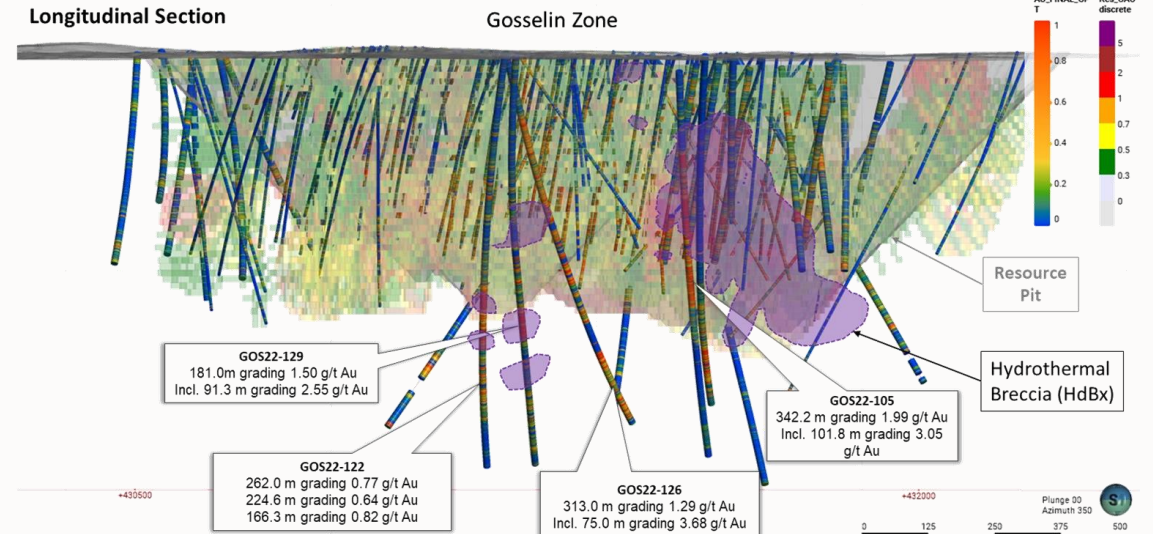 Longitudinal Section
Gosselin Zone
T
discrete
1
0.8
0.6
0.4
0.2
0
5
2
1
0.7
0.5
0.3
0
Resource
Pit
Hydrothermal
Breccia (HdBx)
GOS22-129
181.0m grading 1.50 g/t Au
Incl. 91.3 m grading 2.55 g/t Au
GOS22-105
342.2 m grading 1.99 g/t Au
Incl. 101.8 m grading 3.05
g/t Au
GOS22-122
262.0 m grading 0.77 g/t Au
224.6 m grading 0.64 g/t Au
166.3 m grading 0.82 g/t Au
GOS22-126
313.0 m grading 1.29 g/t Au
Incl. 75.0 m grading 3.68 g/t Au
+430500
+432000
Plunge 00
Azimuth 350
S
0 125 250 375 500